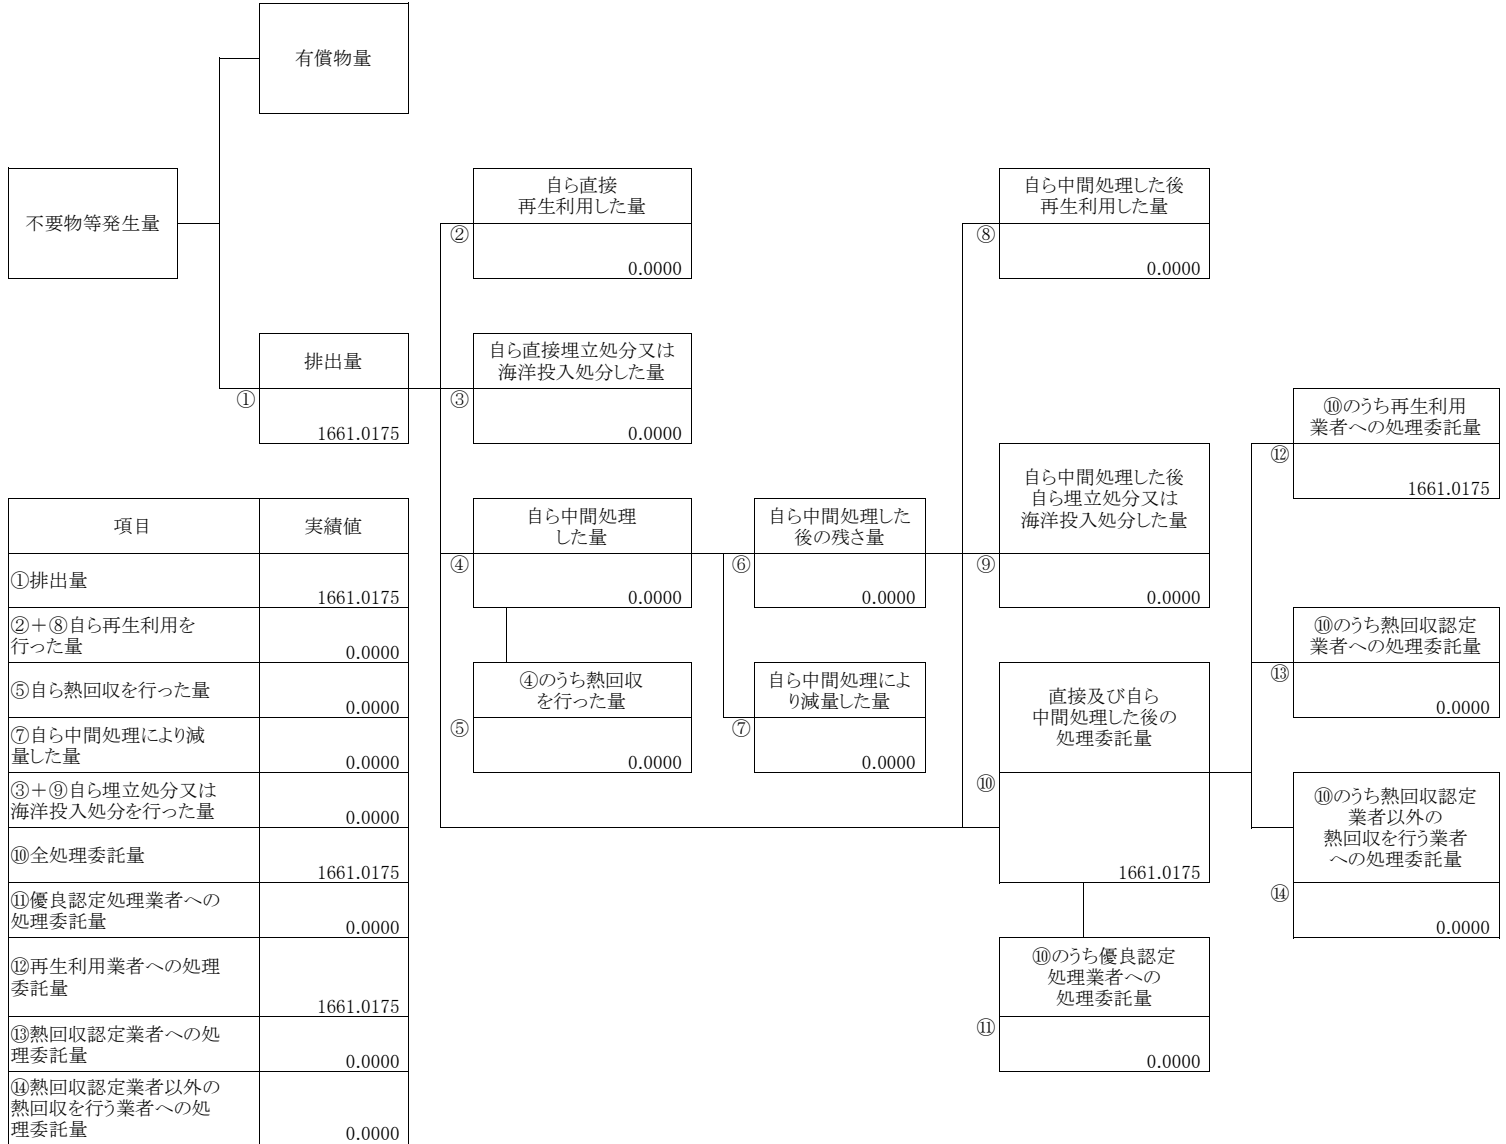 有償物量
不要物等発生量
排出量
①
1661.0175
自ら直接
再生利用した量
②
0.0000
自ら直接埋立処分又は
海洋投入処分した量
③
0.0000
自ら中間処理
した量
④
0.0000
④のうち熱回収
を行った量
⑤
0.0000
自ら中間処理した
後の残さ量
⑥
0.0000
自ら中間処理によ
り減量した量
⑦
0.0000
自ら中間処理した後
再生利用した量
⑧
0.0000
自ら中間処理した後
自ら埋立処分又は
海洋投入処分した量
⑨
0.0000
直接及び自ら
中間処理した後の
処理委託量
⑩
1661.0175
⑩のうち優良認定
処理業者への
処理委託量
⑪
0.0000
⑩のうち再生利用
業者への処理委託量
⑫
1661.0175
⑩のうち熱回収認定
業者への処理委託量
⑬
0.0000
⑩のうち熱回収認定
業者以外の
熱回収を行う業者
への処理委託量
⑭
0.0000
項目 実績値
①排出量
1661.0175
②+⑧自ら再生利用を
行った量
0.0000
⑤自ら熱回収を行った量
0.0000
⑦自ら中間処理により減
量した量
0.0000
③+⑨自ら埋立処分又は
海洋投入処分を行った量
0.0000
⑩全処理委託量
1661.0175
⑪優良認定処理業者への
処理委託量
0.0000
⑫再生利用業者への処理
委託量
1661.0175
⑬熱回収認定業者への処
理委託量
0.0000
⑭熱回収認定業者以外の
熱回収を行う業者への処
理委託量
0.0000